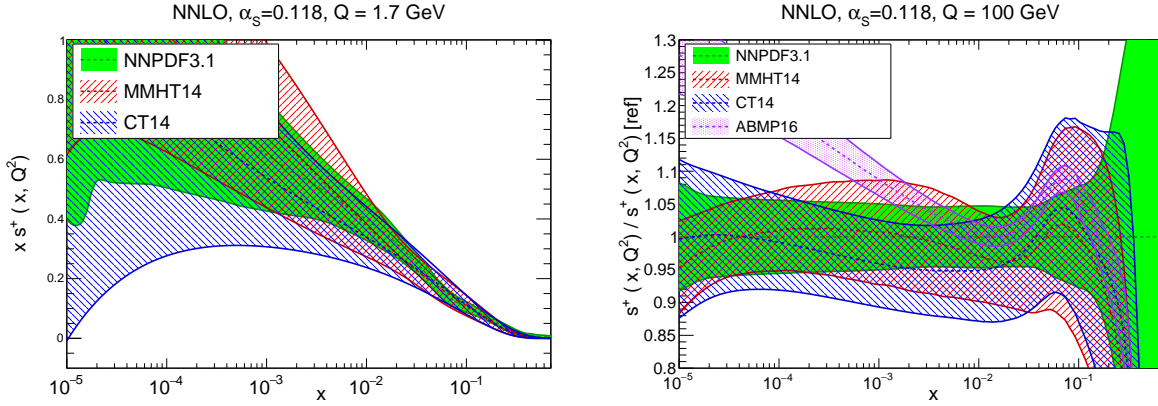 NNLO, α_S=0.118, Q = 1.7 GeV
NNPDF3.1
MMHT14
CT14
x s⁺ ( x, Q²)
1
0.8
0.6
0.4
0.2
0
10⁻⁵ 10⁻⁴ 10⁻³ 10⁻² 10⁻¹
x
NNLO, α_S=0.118, Q = 100 GeV
NNPDF3.1
MMHT14
CT14
ABMP16
s⁺ ( x, Q²) / s⁺ ( x, Q²) [ref]
1.3
1.25
1.2
1.15
1.1
1.05
1
0.95
0.9
0.85
0.8
10⁻⁵ 10⁻⁴ 10⁻³ 10⁻² 10⁻¹
x